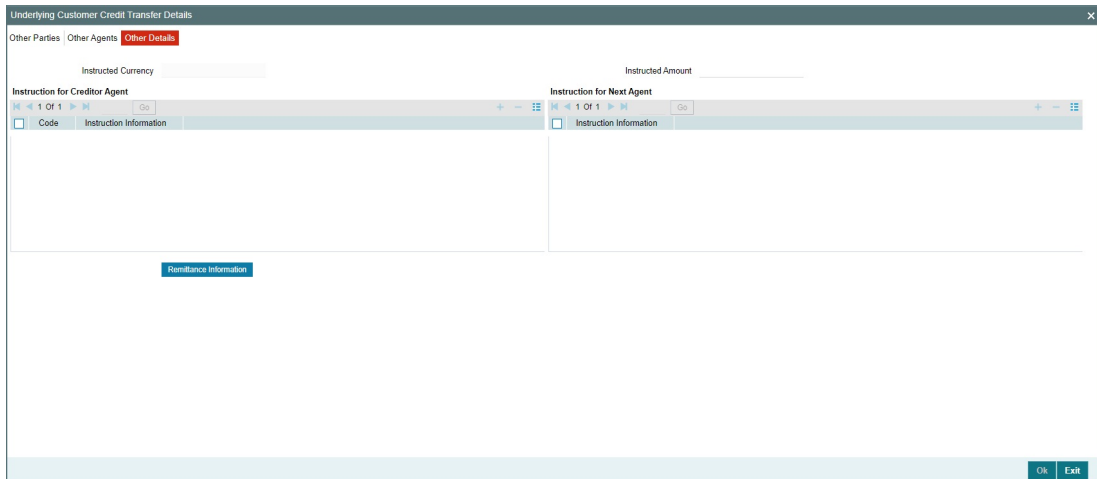 Underlying Customer Credit Transfer Details
Other Parties Other Agents Other Details
Instructed Currency Instructed Amount
Instruction for Creditor Agent Instruction for Next Agent
1 Of 1 Go 1 Of 1 Go
Code Instruction Information Instruction Information
Remittance Information
Ok Exit